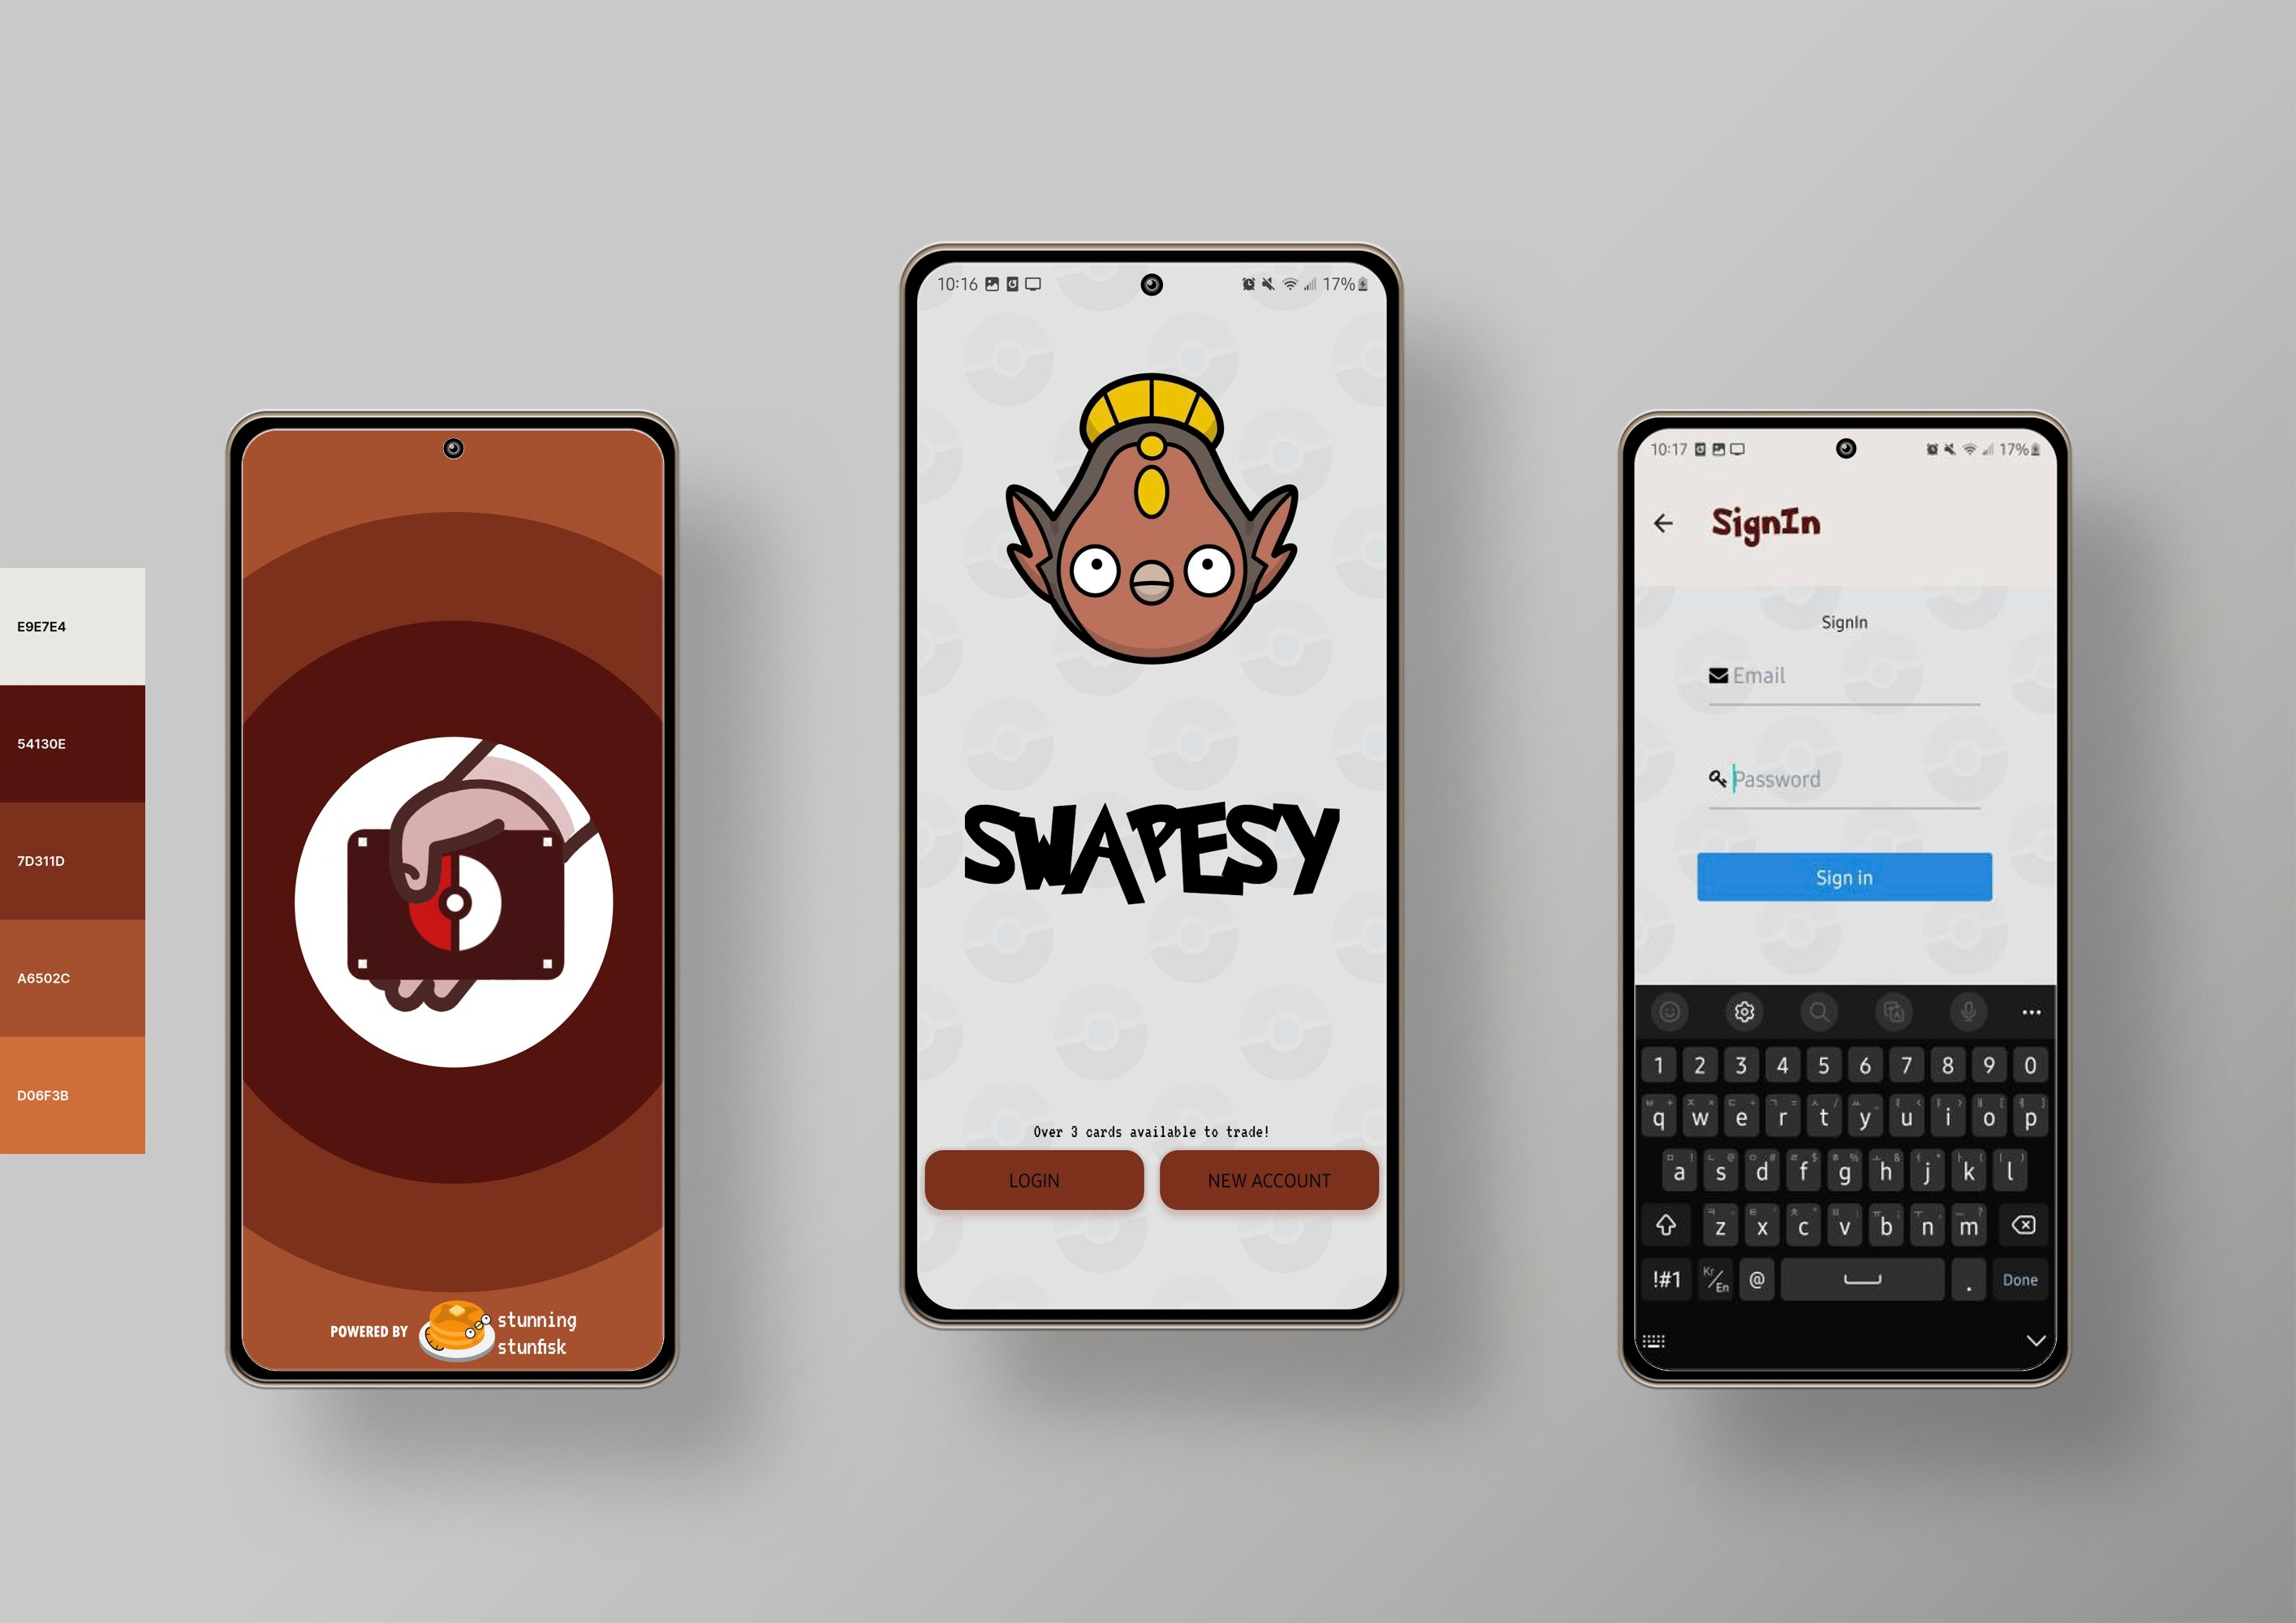 E9E7E4
54130E
7D311D
A6502C
D06F3B
POWERED BY
stunning
stunfisk
10:16
17%
SWAPESY
Over 3 cards available to trade!
LOGIN
NEW ACCOUNT
10:17
17%
SignIn
SignIn
Email
Password
Sign in
1 2 3 4 5 6 7 8 9 0
q w e r t y u i o p
a s d f g h j k l
z x c v b n m
!#1 Kr/En @ . Done